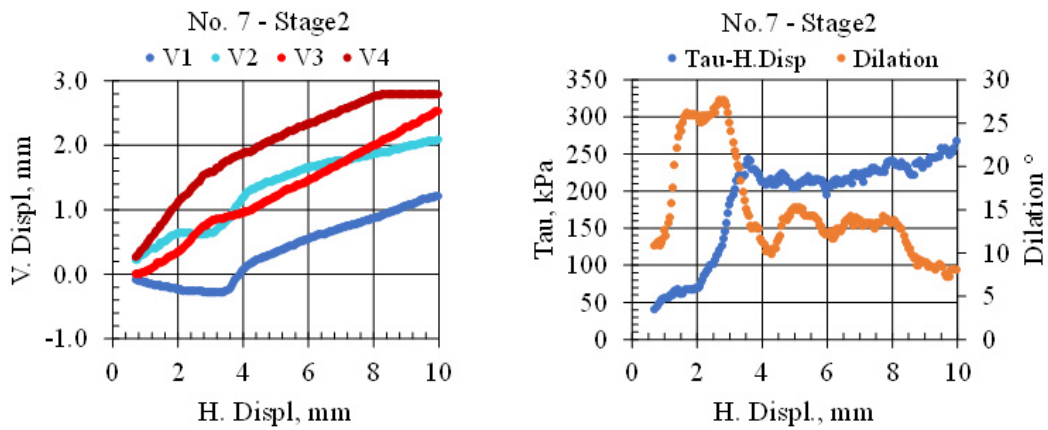 No. 7 - Stage2
V1 V2 V3 V4
3.0
2.0
1.0
0.0
-1.0
V. Displ, mm
0 2 4 6 8 10
H. Displ, mm
No. 7 - Stage2
Tau-H.Disp Dilation
350
300
250
200
150
100
50
0
Tau, kPa
30
25
20
15
10
5
0
Dilation °
0 2 4 6 8 10
H. Displ., mm